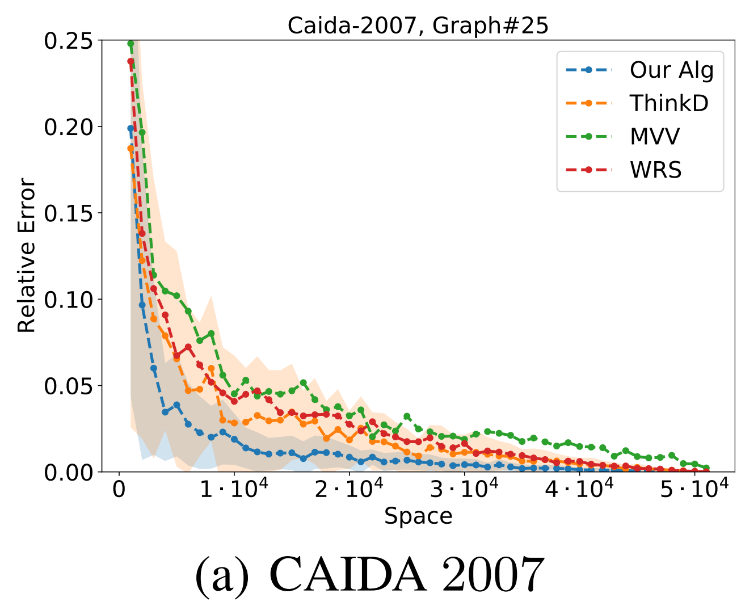 Caida-2007, Graph#25
0.25
0.20
0.15
0.10
0.05
0.00
Relative Error
Our Alg
ThinkD
MVV
WRS
0
1·10⁴
2·10⁴
3·10⁴
4·10⁴
5·10⁴
Space
(a) CAIDA 2007